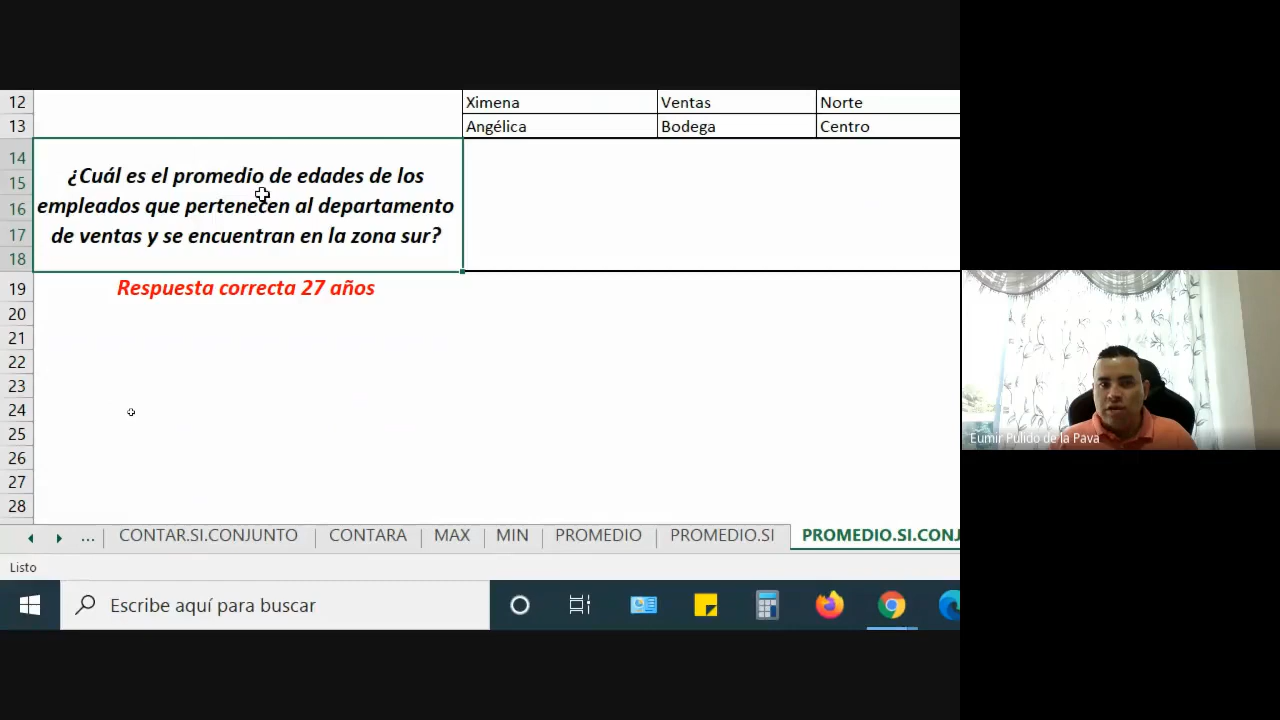 12 Ximena Ventas Norte
13 Angélica Bodega Centro
14
15
16
17
18
¿Cuál es el promedio de edades de los
empleados que pertenecen al departamento
de ventas y se encuentran en la zona sur?
19 Respuesta correcta 27 años
20
21
22
23
24
25
26
27
28
Eumir Pulido de la Pava
... CONTAR.SI.CONJUNTO CONTARA MAX MIN PROMEDIO PROMEDIO.SI PROMEDIO.SI.CONJ
Listo
Escribe aquí para buscar